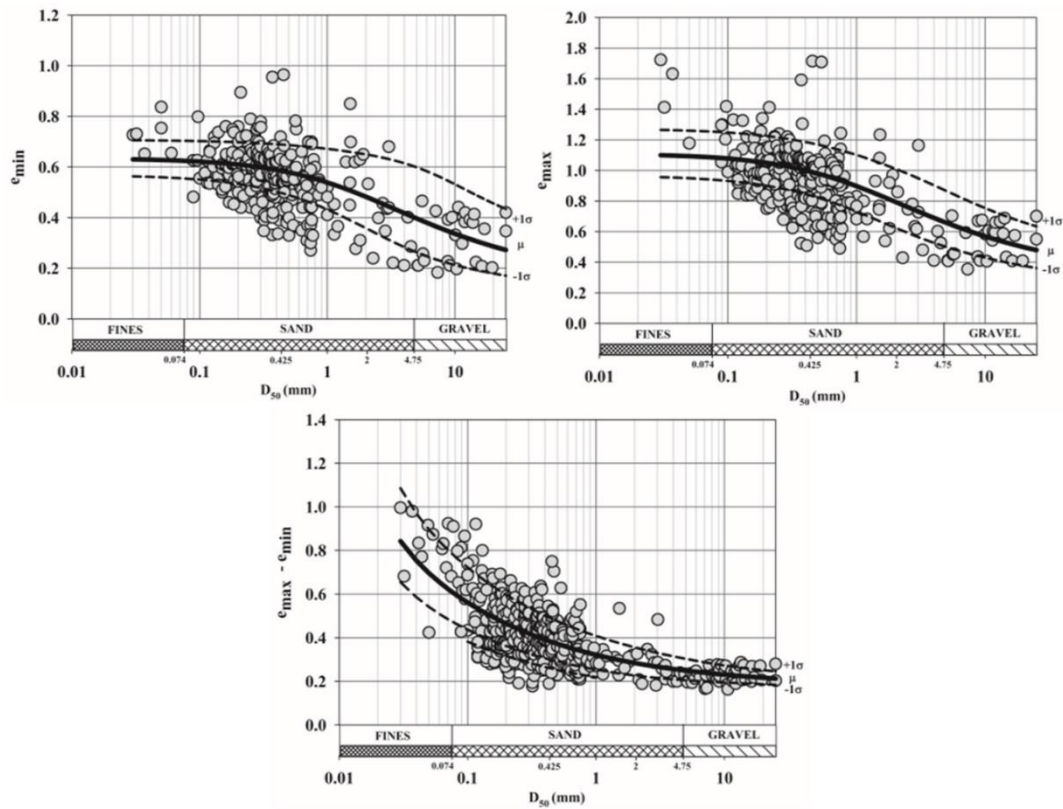 1.2
1.0
0.8
0.6
0.4
0.2
0.0
e_min
+1σ
μ
-1σ
FINES SAND GRAVEL
0.074 0.425 2 4.75
0.01 0.1 1 10
D_50 (mm)
2.0
1.8
1.6
1.4
1.2
1.0
0.8
0.6
0.4
0.2
0.0
e_max
+1σ
μ
-1σ
FINES SAND GRAVEL
0.074 0.425 2 4.75
0.01 0.1 1 10
D_50 (mm)
1.4
1.2
1.0
0.8
0.6
0.4
0.2
0.0
e_max - e_min
+1σ
μ
-1σ
FINES SAND GRAVEL
0.074 0.425 2 4.75
0.01 0.1 1 10
D_50 (mm)